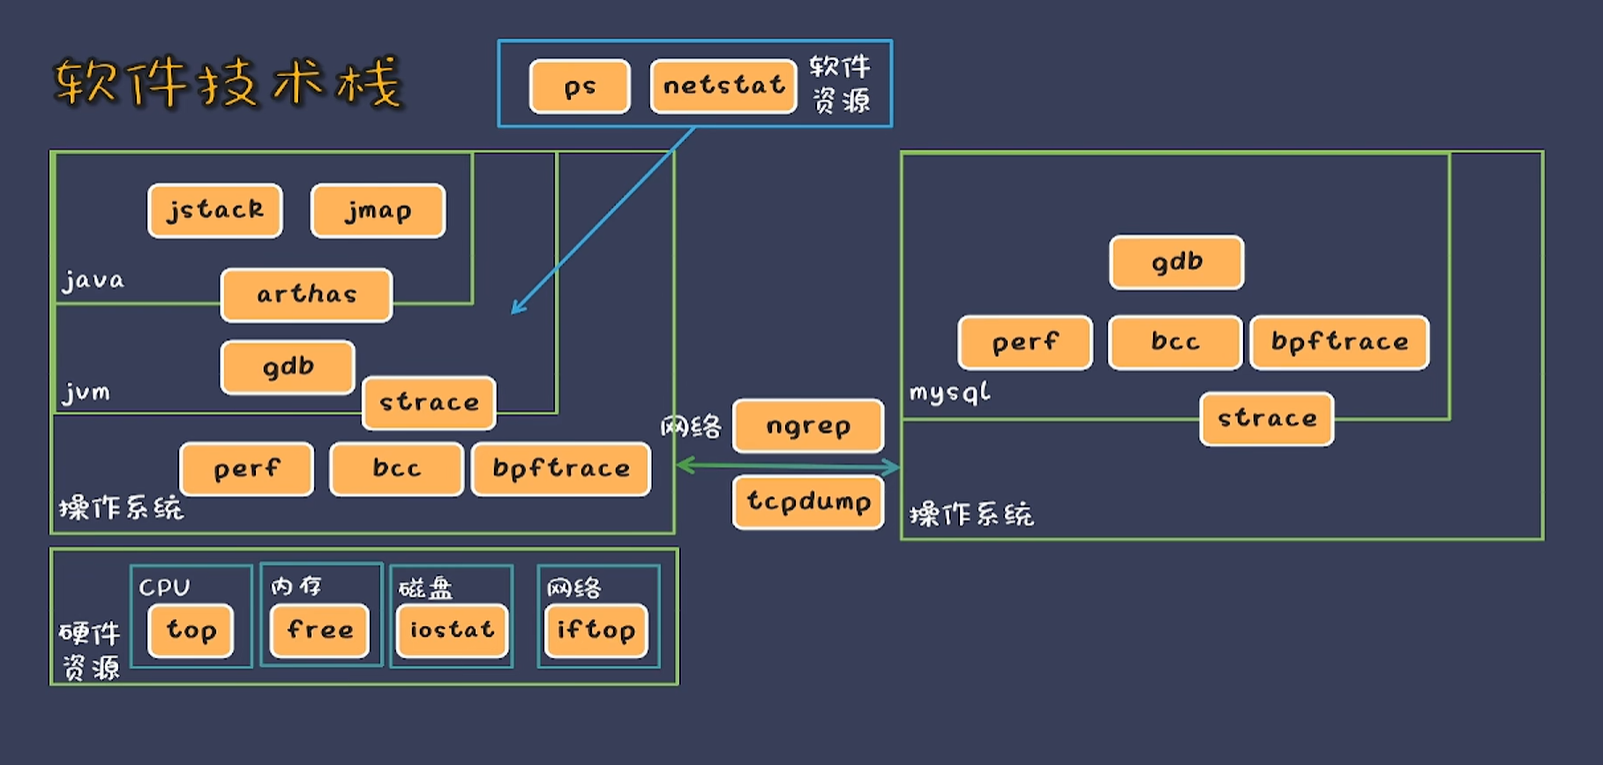 软件技术栈
ps
netstat
软件
资源
jstack
jmap
java
arthas
gdb
jvm
strace
perf
bcc
bpftrace
操作系统
网络
ngrep
tcpdump
gdb
perf
bcc
bpftrace
mysql
strace
操作系统
硬件
资源
CPU
top
内存
free
磁盘
iostat
网络
iftop